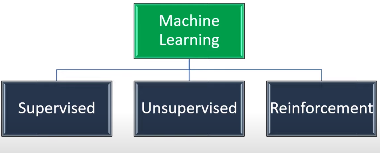 Machine
Learning
Supervised
Unsupervised
Reinforcement